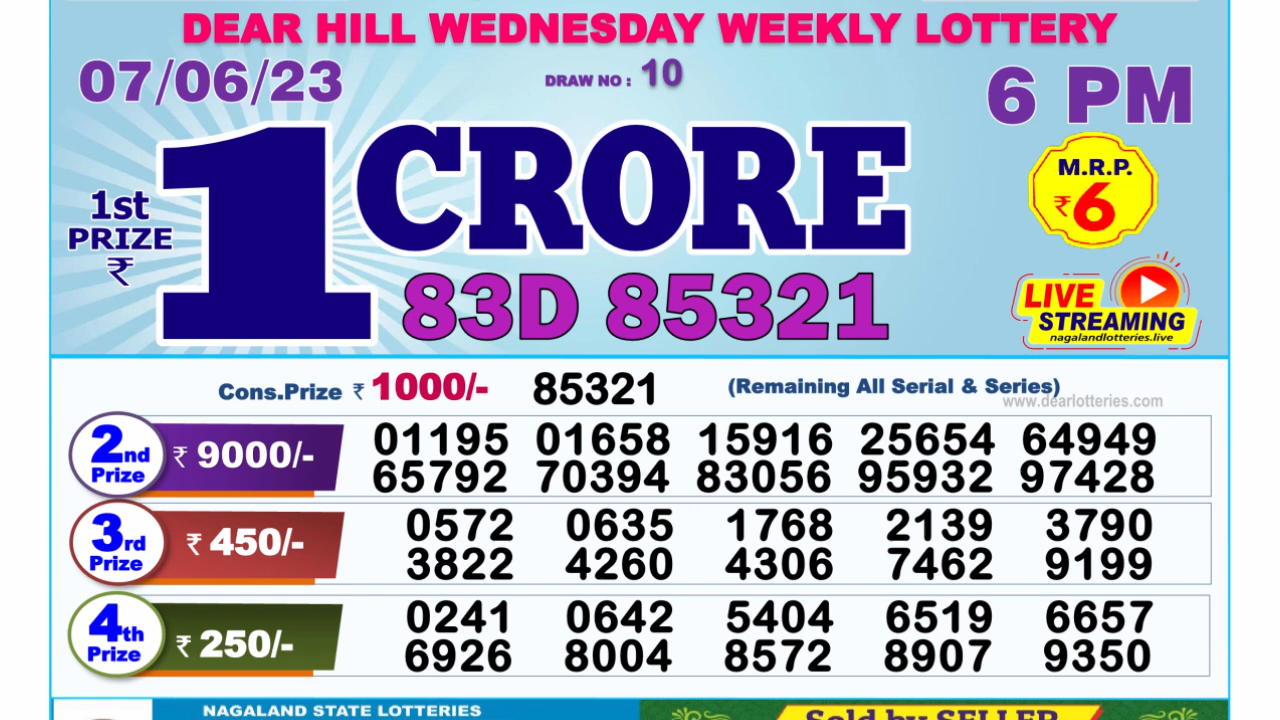 DEAR HILL WEDNESDAY WEEKLY LOTTERY
07/06/23
DRAW NO : 10
6 PM
1st
PRIZE
₹
1 CRORE
83D 85321
M.R.P.
₹6
LIVE
STREAMING
nagalandlotteries.live
Cons.Prize ₹ 1000/- 85321 (Remaining All Serial & Series)
www.dearlotteries.com
2nd Prize ₹ 9000/-
01195 01658 15916 25654 64949
65792 70394 83056 95932 97428
3rd Prize ₹ 450/-
0572 0635 1768 2139 3790
3822 4260 4306 7462 9199
4th Prize ₹ 250/-
0241 0642 5404 6519 6657
6926 8004 8572 8907 9350
NAGALAND STATE LOTTERIES
Sold by SELLER